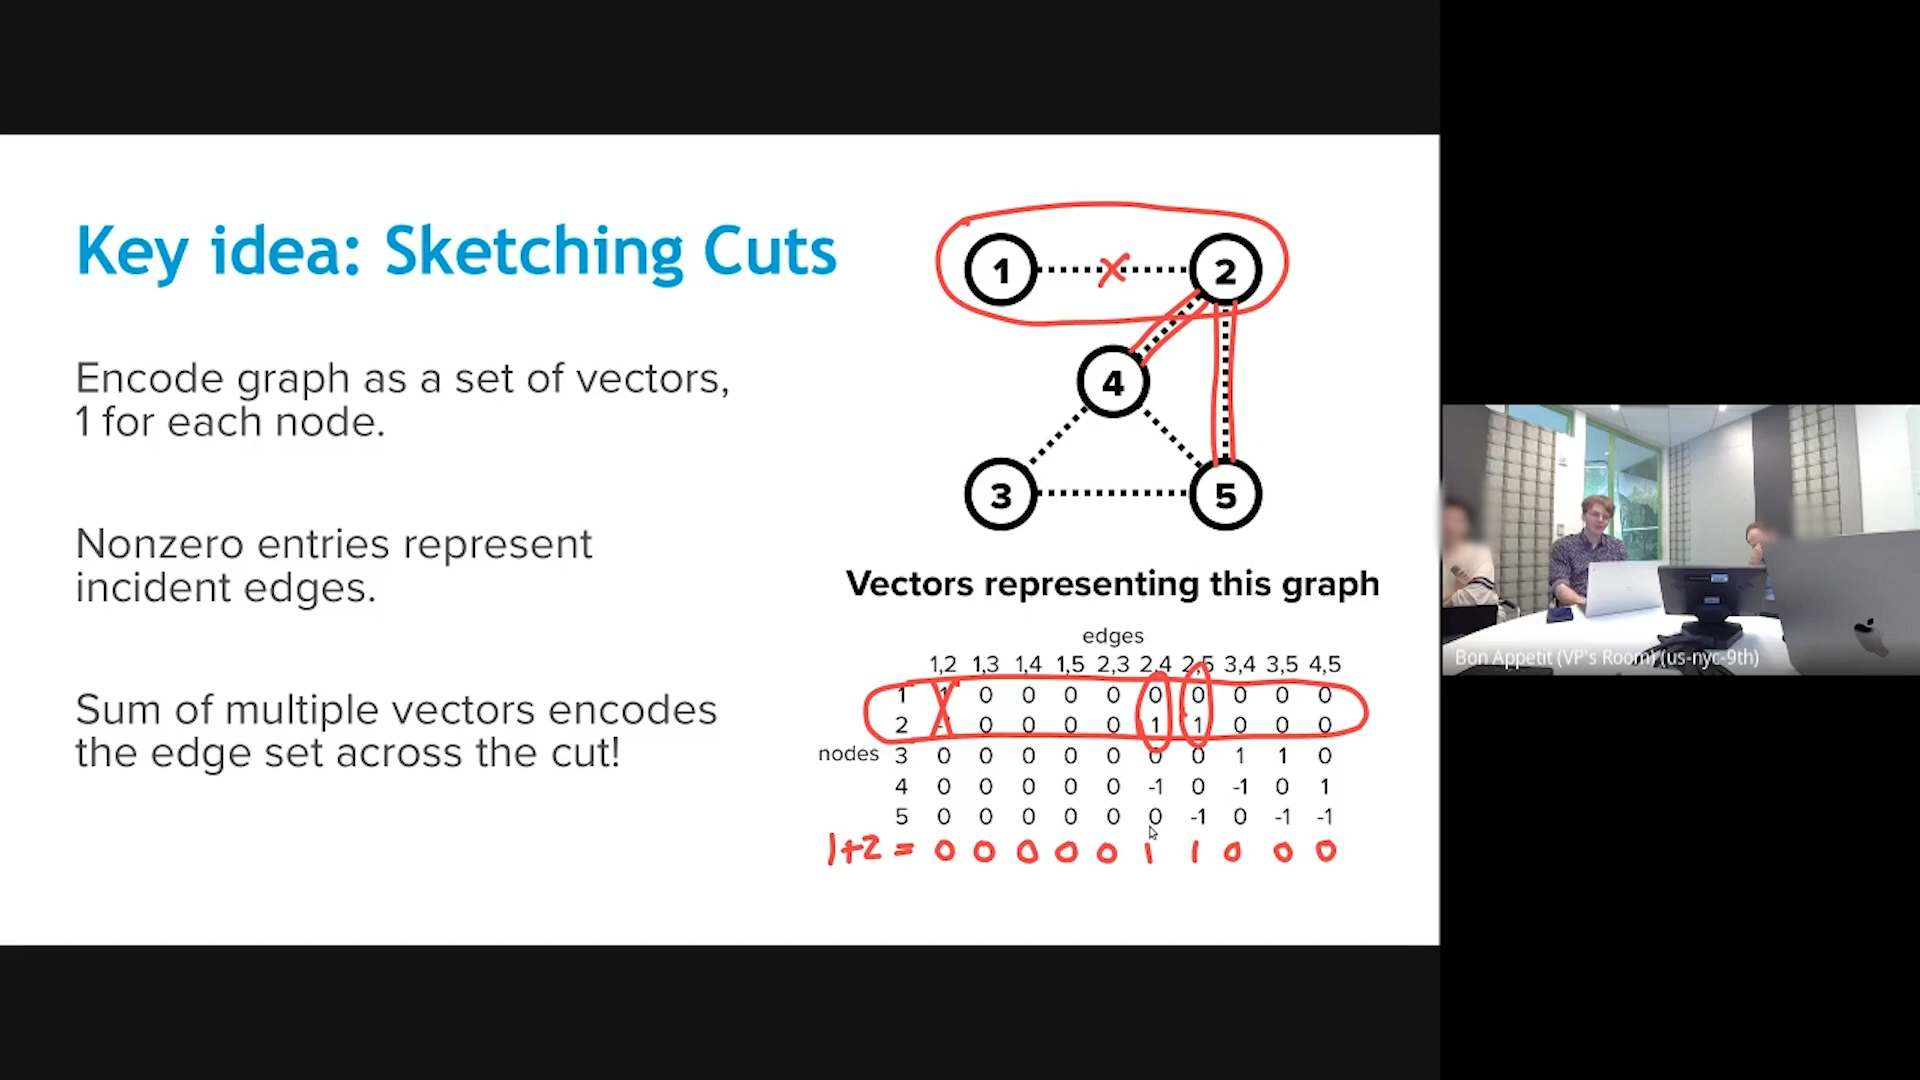 Key idea: Sketching Cuts
Encode graph as a set of vectors,
1 for each node.
Nonzero entries represent
incident edges.
Sum of multiple vectors encodes
the edge set across the cut!
1 2
4
3 5
Vectors representing this graph
edges
1,2 1,3 1,4 1,5 2,3 2,4 2,5 3,4 3,5 4,5
1 1 0 0 0 0 0 0 0 0 0
2 -1 0 0 0 0 1 1 0 0 0
nodes 3 0 0 0 0 0 0 0 1 1 0
4 0 0 0 0 0 -1 0 -1 0 1
5 0 0 0 0 0 0 -1 0 -1 -1
1+2 = 0 0 0 0 0 1 1 0 0 0
Bon Appetit (VP's Room) (us-nyc-9th)